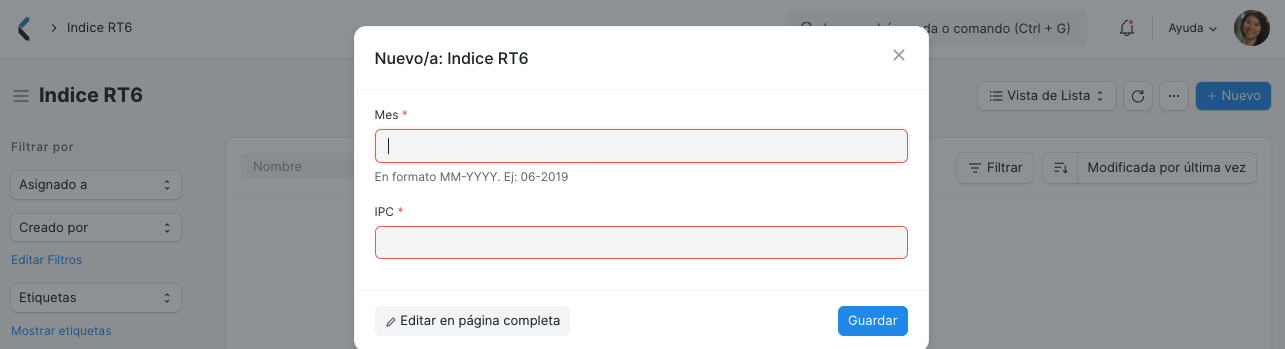 Indice RT6
da o comando (Ctrl + G)
Ayuda
Nuevo/a: Indice RT6
Indice RT6
Vista de Lista
+ Nuevo
Mes *
Filtrar por
Nombre
Filtrar
Modificada por última vez
Asignado a
En formato MM-YYYY. Ej: 06-2019
IPC *
Creado por
Editar Filtros
Etiquetas
Editar en página completa
Guardar
Mostrar etiquetas